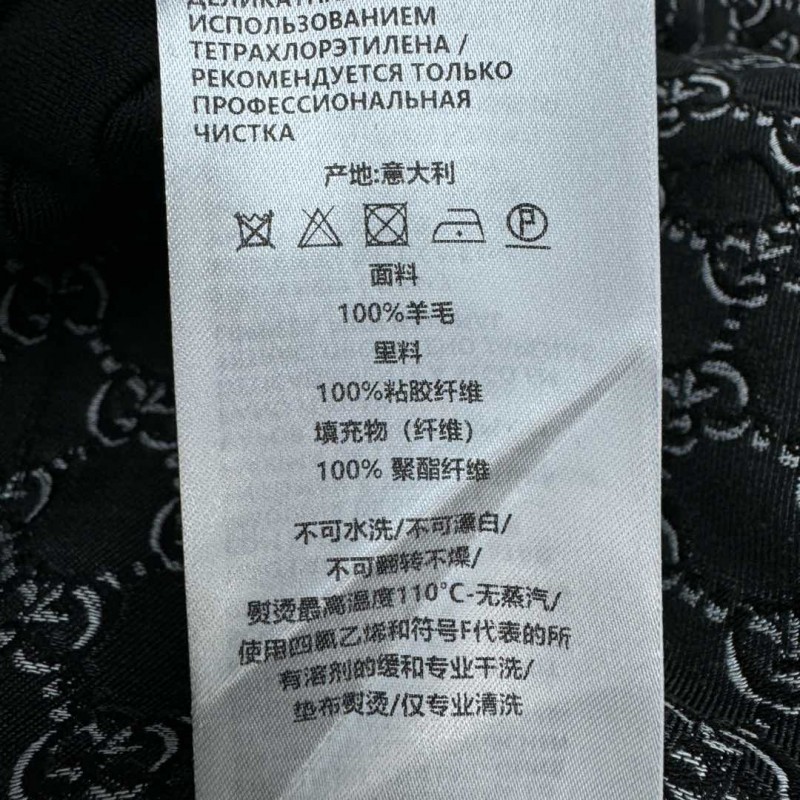 ДЕЛИКАТНАЯ
ИСПОЛЬЗОВАНИЕМ
ТЕТРАХЛОРЭТИЛЕНА /
РЕКОМЕНДУЕТСЯ ТОЛЬКО
ПРОФЕССИОНАЛЬНАЯ
ЧИСТКА
产地:意大利
P
面料
100%羊毛
里料
100%粘胶纤维
填充物（纤维）
100% 聚酯纤维
不可水洗/不可漂白/
不可翻转不燥/
熨烫最高温度110°C-无蒸汽/
使用四氯乙烯和符号F代表的所
有溶剂的缓和专业干洗/
垫布熨烫/仅专业清洗